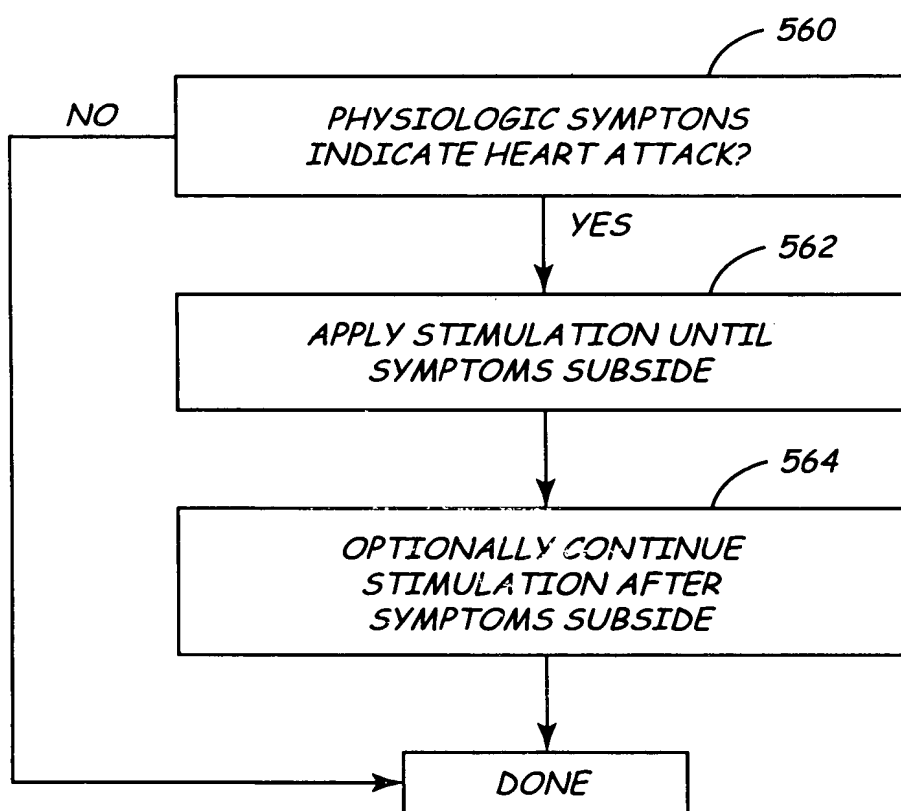 560
NO
PHYSIOLOGIC SYMPTONS
INDICATE HEART ATTACK?
YES
562
APPLY STIMULATION UNTIL
SYMPTOMS SUBSIDE
564
OPTIONALLY CONTINUE
STIMULATION AFTER
SYMPTOMS SUBSIDE
DONE